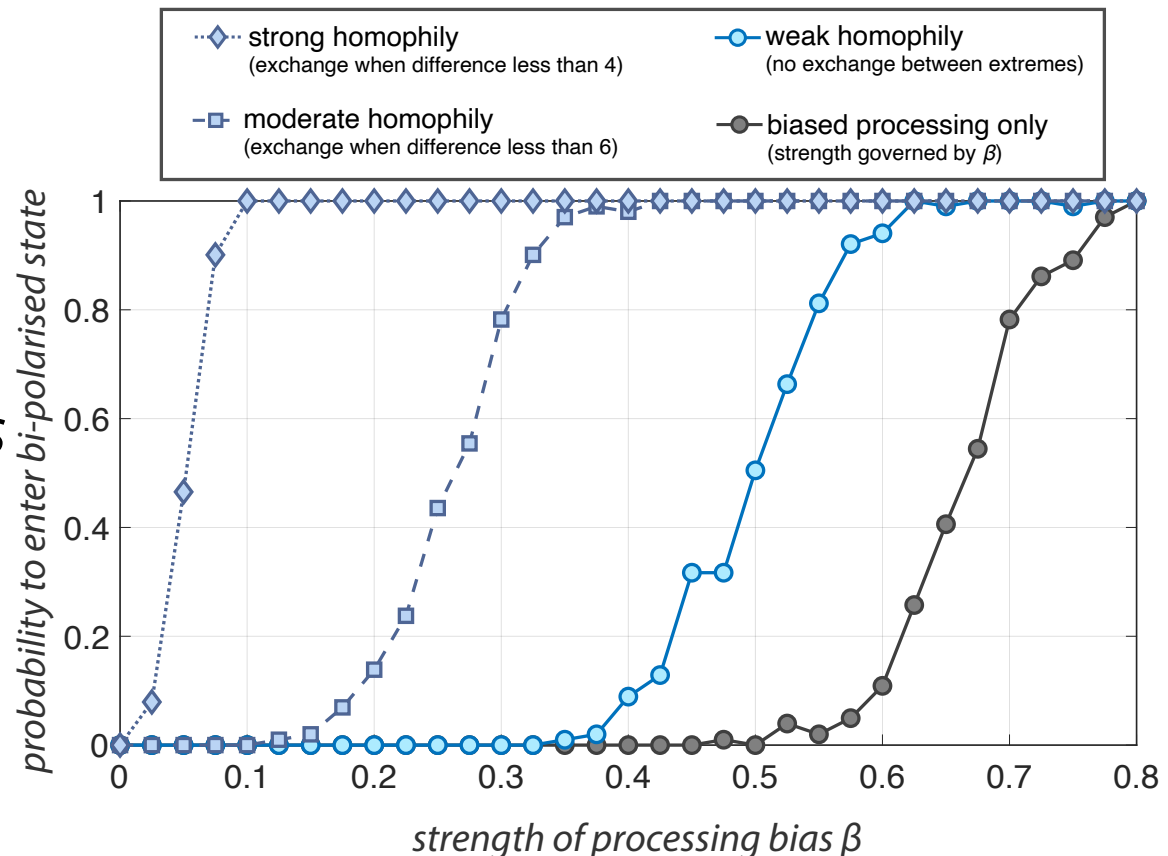 strong homophily
(exchange when difference less than 4)
weak homophily
(no exchange between extremes)
moderate homophily
(exchange when difference less than 6)
biased processing only
(strength governed by β)
probability to enter bi-polarised state
1
0.8
0.6
0.4
0.2
0
0 0.1 0.2 0.3 0.4 0.5 0.6 0.7 0.8
strength of processing bias β